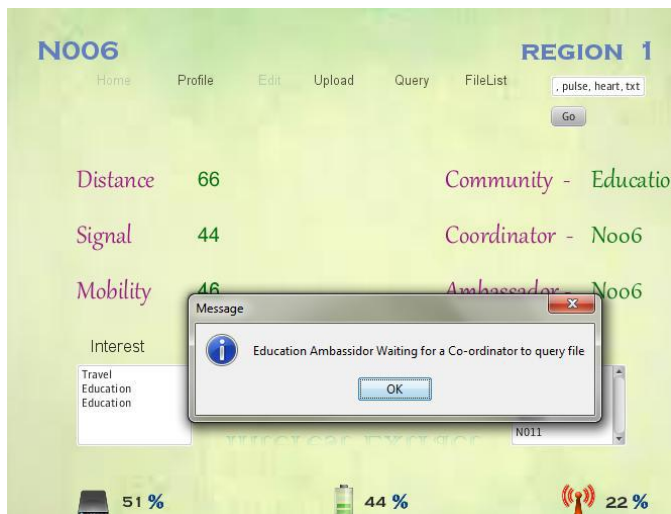 N006 REGION 1
Home Profile Edit Upload Query FileList , pulse, heart, txt
Go
Distance 66 Community - Educatio
Signal 44 Coordinator - Noo6
Mobility 46 Ambassador - Noo6
Message
Education Ambassidor Waiting for a Co-ordinator to query file
OK
Interest
Travel
Education
Education
N011
51 % 44 % 22 %